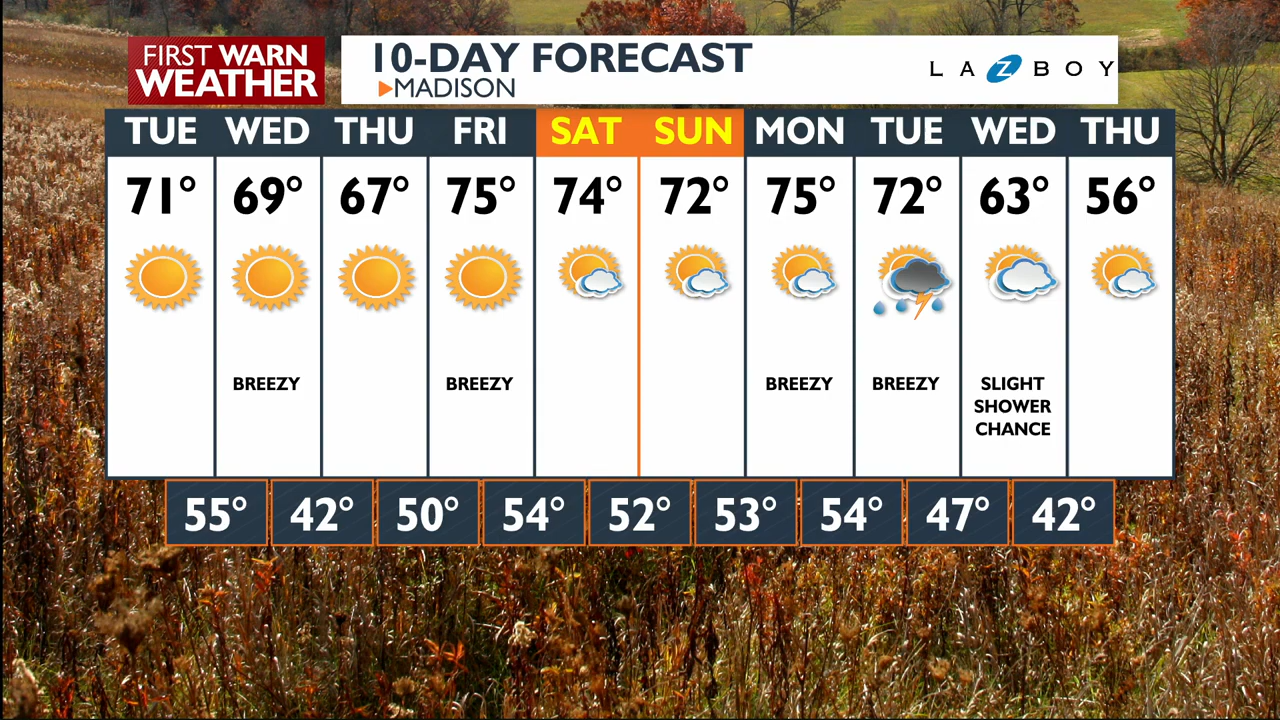 FIRST WARN
WEATHER
10-DAY FORECAST
MADISON
LA Z BOY
TUE WED THU FRI SAT SUN MON TUE WED THU
71° 69° 67° 75° 74° 72° 75° 72° 63° 56°
BREEZY BREEZY BREEZY BREEZY SLIGHT
SHOWER
CHANCE
55° 42° 50° 54° 52° 53° 54° 47° 42°